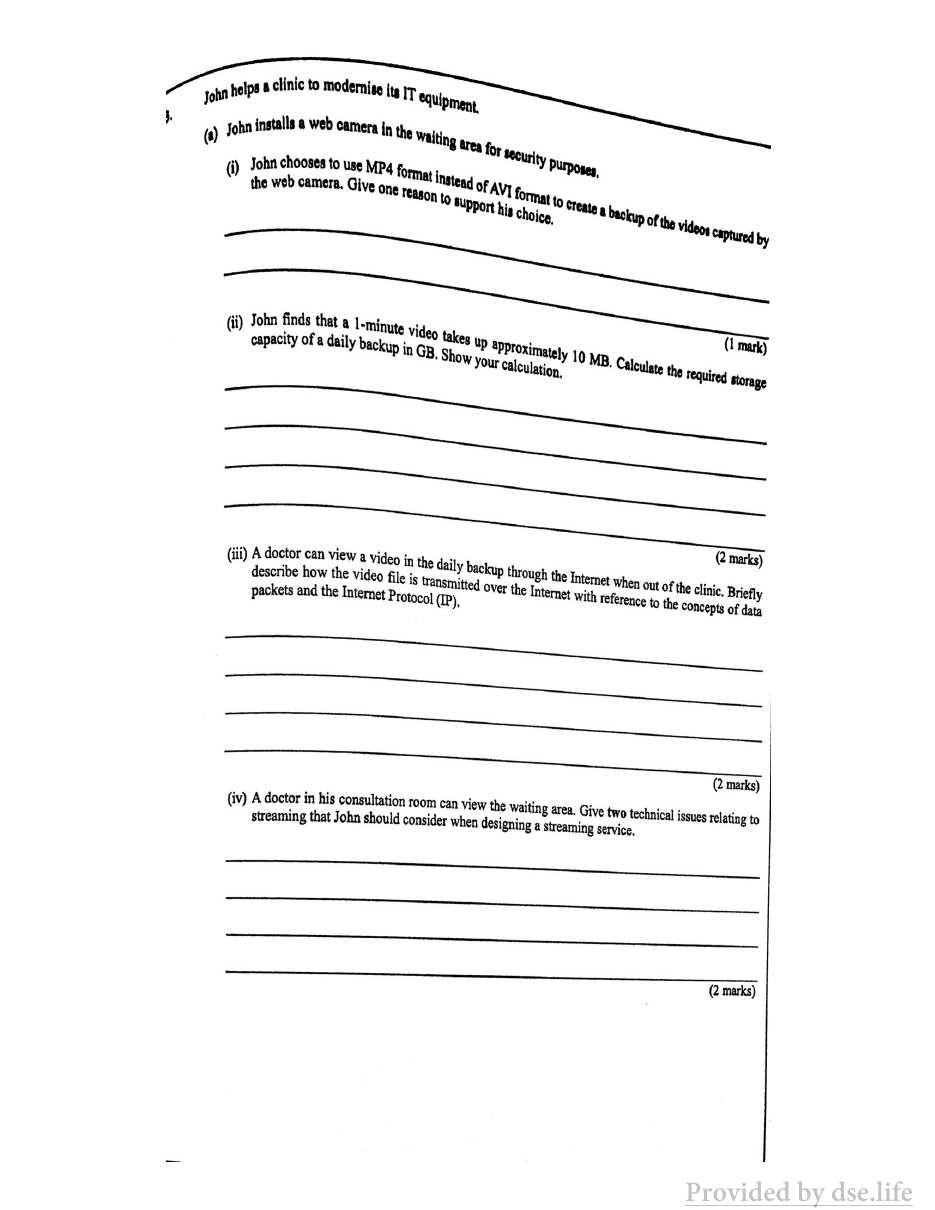 John helps a clinic to modernise its IT equipment.
(a) John installs a web camera in the waiting area for security purposes.
(i) John chooses to use MP4 format instead of AVI format to create a backup of the videos captured by
the web camera. Give one reason to support his choice.
(1 mark)
(ii) John finds that a 1-minute video takes up approximately 10 MB. Calculate the required storage
capacity of a daily backup in GB. Show your calculation.
(2 marks)
(iii) A doctor can view a video in the daily backup through the Internet when out of the clinic. Briefly
describe how the video file is transmitted over the Internet with reference to the concepts of data
packets and the Internet Protocol (IP).
(2 marks)
(iv) A doctor in his consultation room can view the waiting area. Give two technical issues relating to
streaming that John should consider when designing a streaming service.
(2 marks)
Provided by dse.life